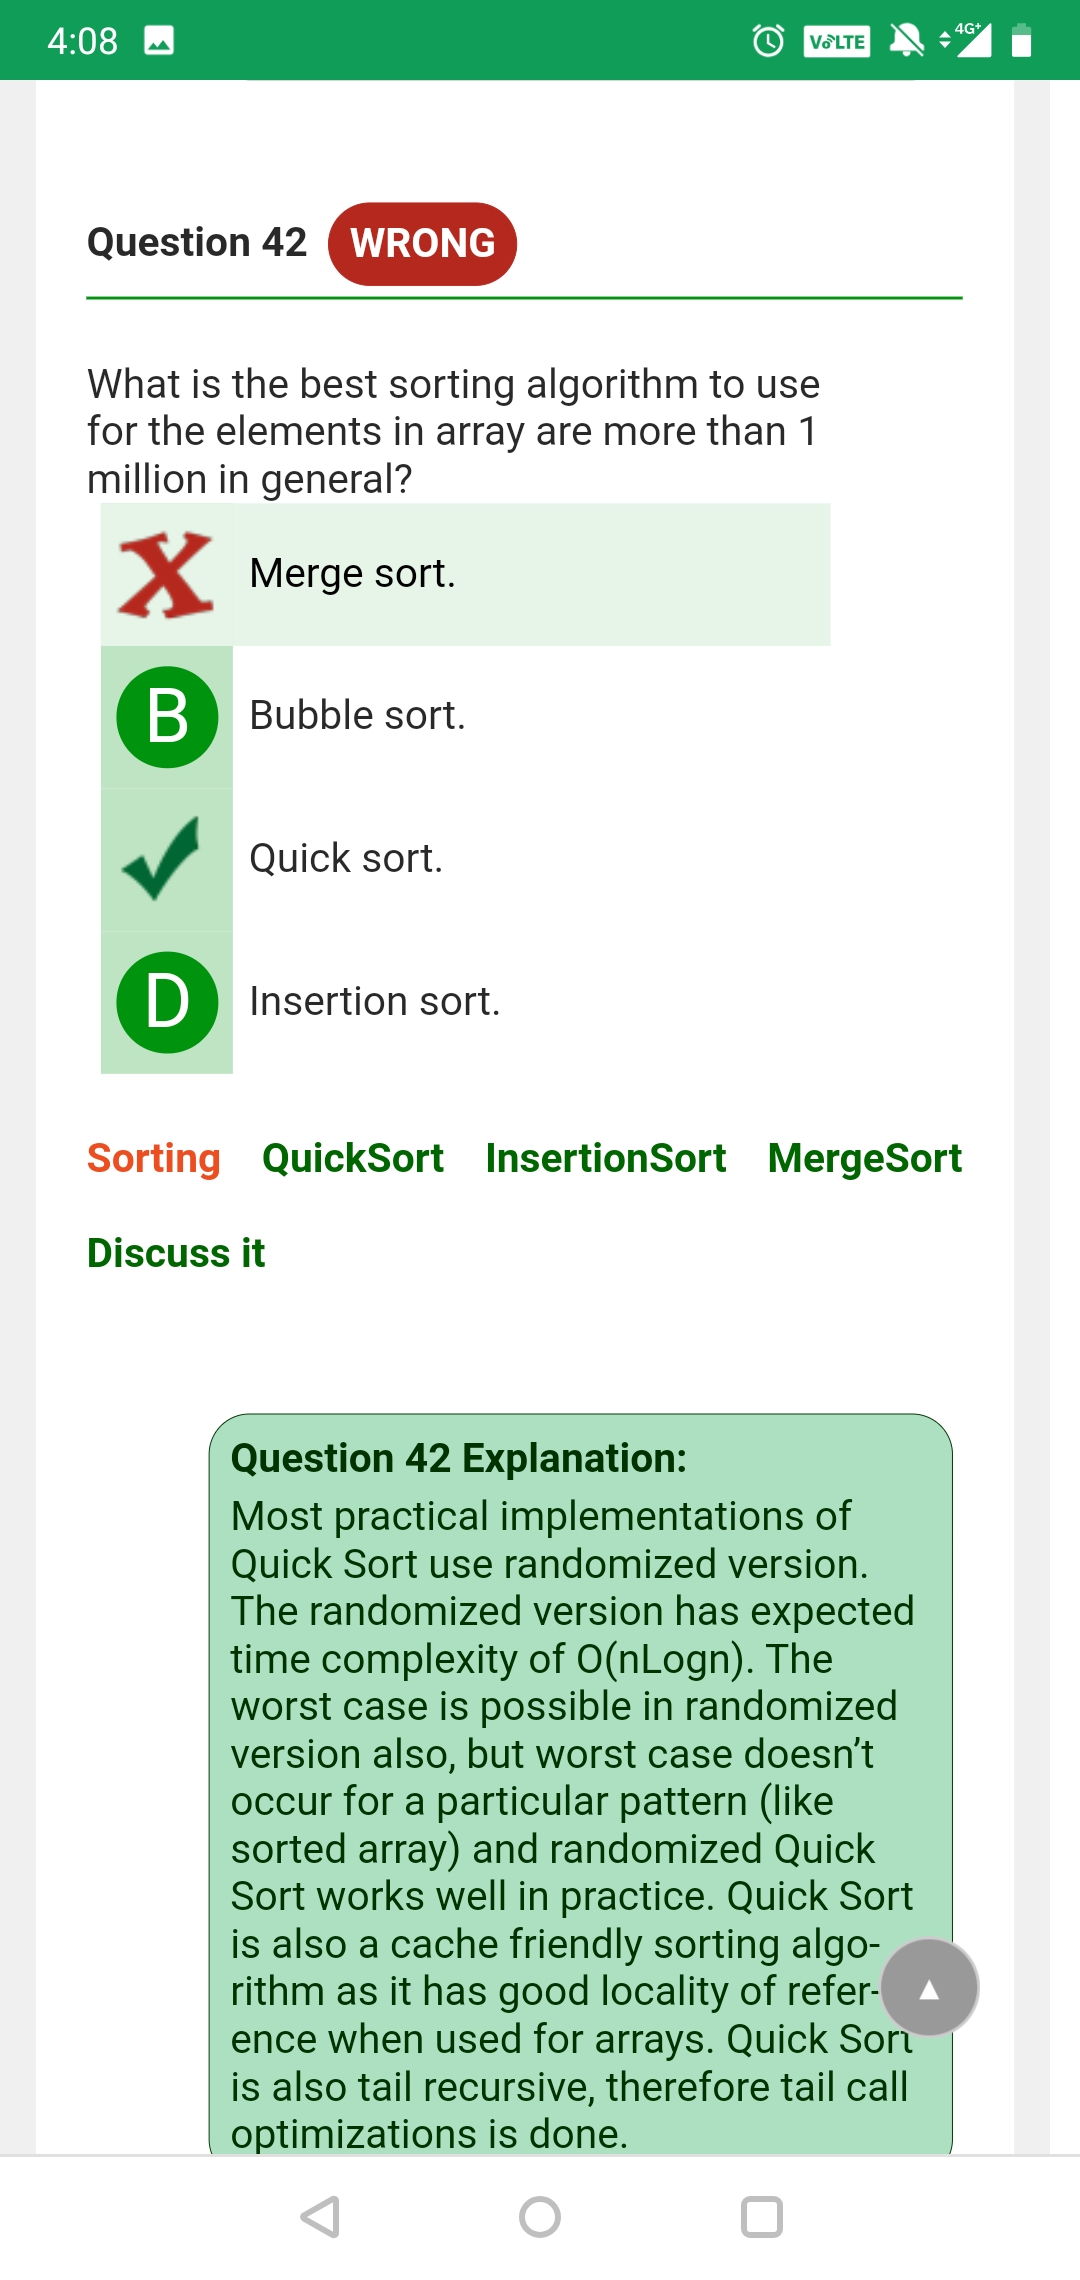 4:08
VoLTE
4G+
Question 42 WRONG
What is the best sorting algorithm to use
for the elements in array are more than 1
million in general?
X Merge sort.
B Bubble sort.
Quick sort.
D Insertion sort.
Sorting QuickSort InsertionSort MergeSort
Discuss it
Question 42 Explanation:
Most practical implementations of
Quick Sort use randomized version.
The randomized version has expected
time complexity of O(nLogn). The
worst case is possible in randomized
version also, but worst case doesn’t
occur for a particular pattern (like
sorted array) and randomized Quick
Sort works well in practice. Quick Sort
is also a cache friendly sorting algo-
rithm as it has good locality of refer-
ence when used for arrays. Quick Sort
is also tail recursive, therefore tail call
optimizations is done.